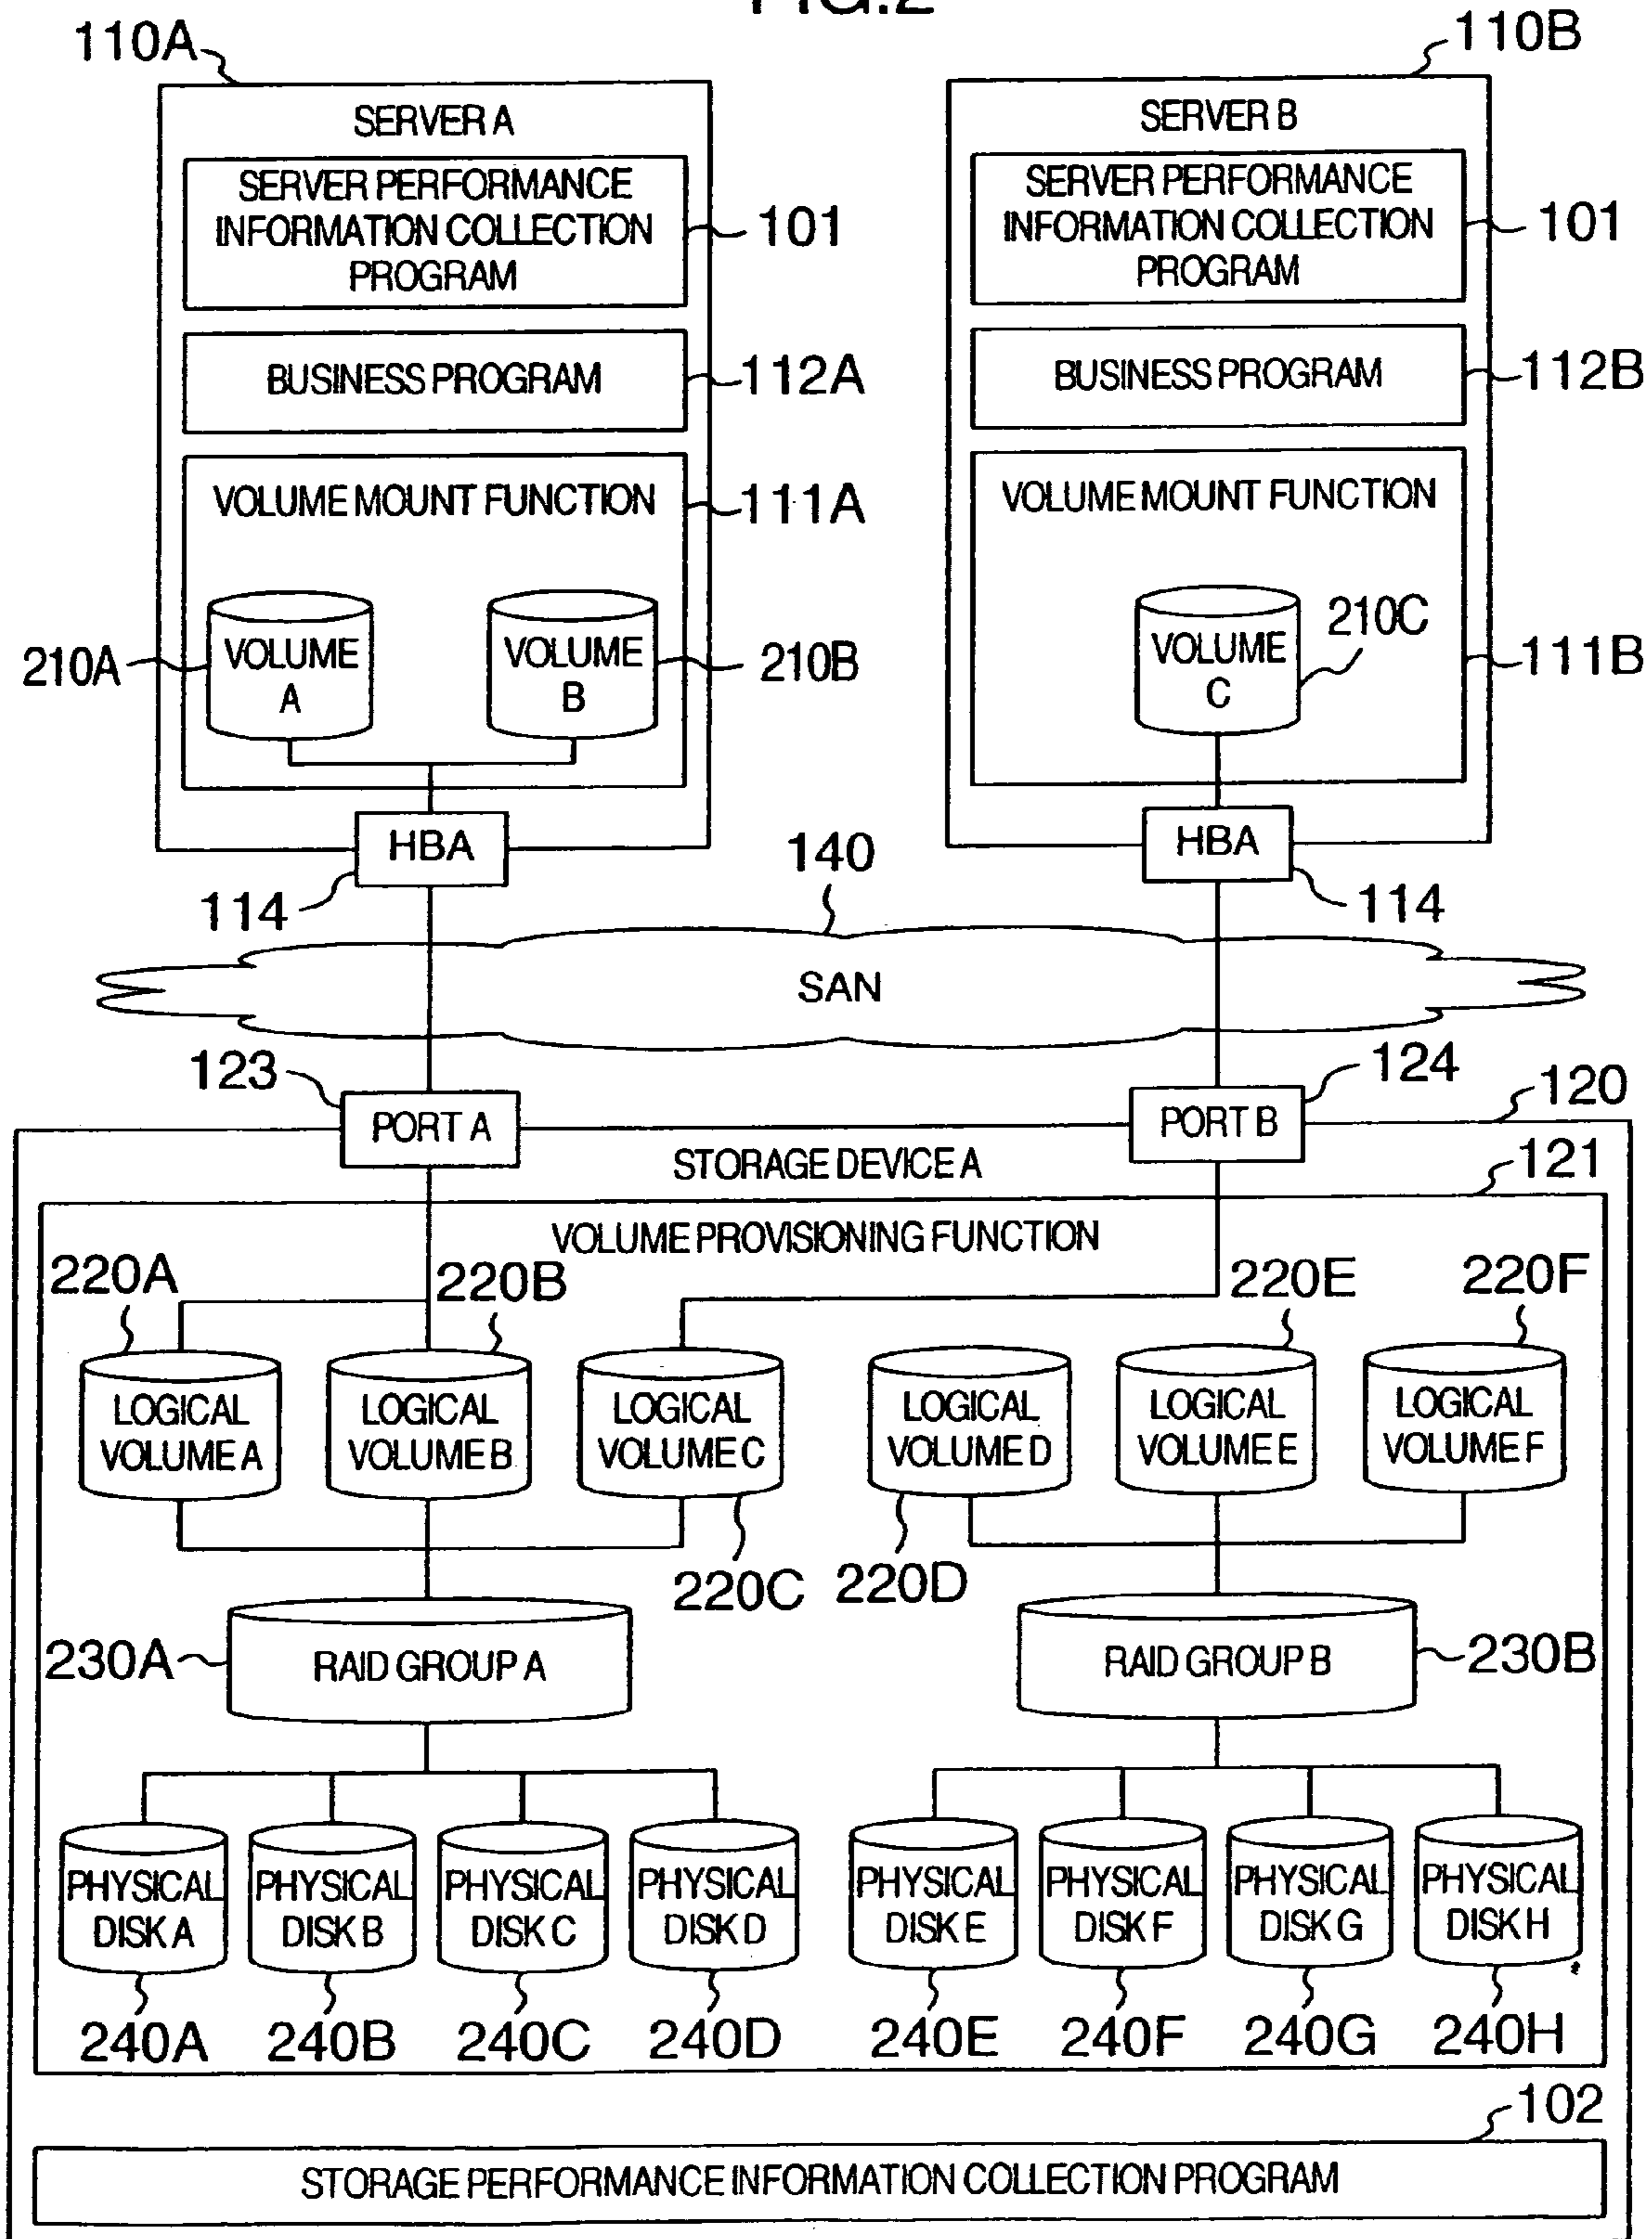 FIG.2
110A
110B
SERVER A
SERVER B
SERVER PERFORMANCE
INFORMATION COLLECTION
PROGRAM
101
SERVER PERFORMANCE
INFORMATION COLLECTION
PROGRAM
101
BUSINESS PROGRAM
112A
BUSINESS PROGRAM
112B
VOLUME MOUNT FUNCTION
111A
VOLUME MOUNT FUNCTION
111B
210A
VOLUME
A
VOLUME
B
210B
VOLUME
C
210C
HBA
114
HBA
114
140
SAN
123
PORT A
124
PORT B
120
STORAGE DEVICE A
121
VOLUME PROVISIONING FUNCTION
220A
220B
220E
220F
LOGICAL
VOLUME A
LOGICAL
VOLUME B
LOGICAL
VOLUME C
LOGICAL
VOLUME D
LOGICAL
VOLUME E
LOGICAL
VOLUME F
220C
220D
230A
RAID GROUP A
RAID GROUP B
230B
PHYSICAL
DISK A
PHYSICAL
DISK B
PHYSICAL
DISK C
PHYSICAL
DISK D
PHYSICAL
DISK E
PHYSICAL
DISK F
PHYSICAL
DISK G
PHYSICAL
DISK H
240A
240B
240C
240D
240E
240F
240G
240H
102
STORAGE PERFORMANCE INFORMATION COLLECTION PROGRAM